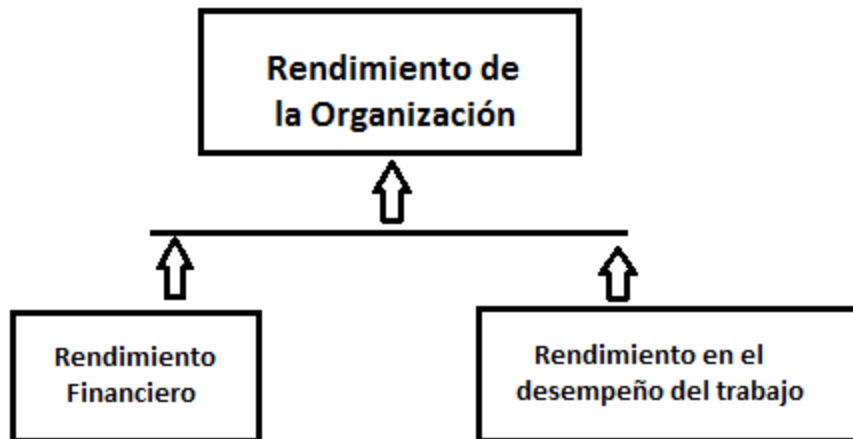 Rendimiento de
la Organización
Rendimiento
Financiero
Rendimiento en el
desempeño del trabajo